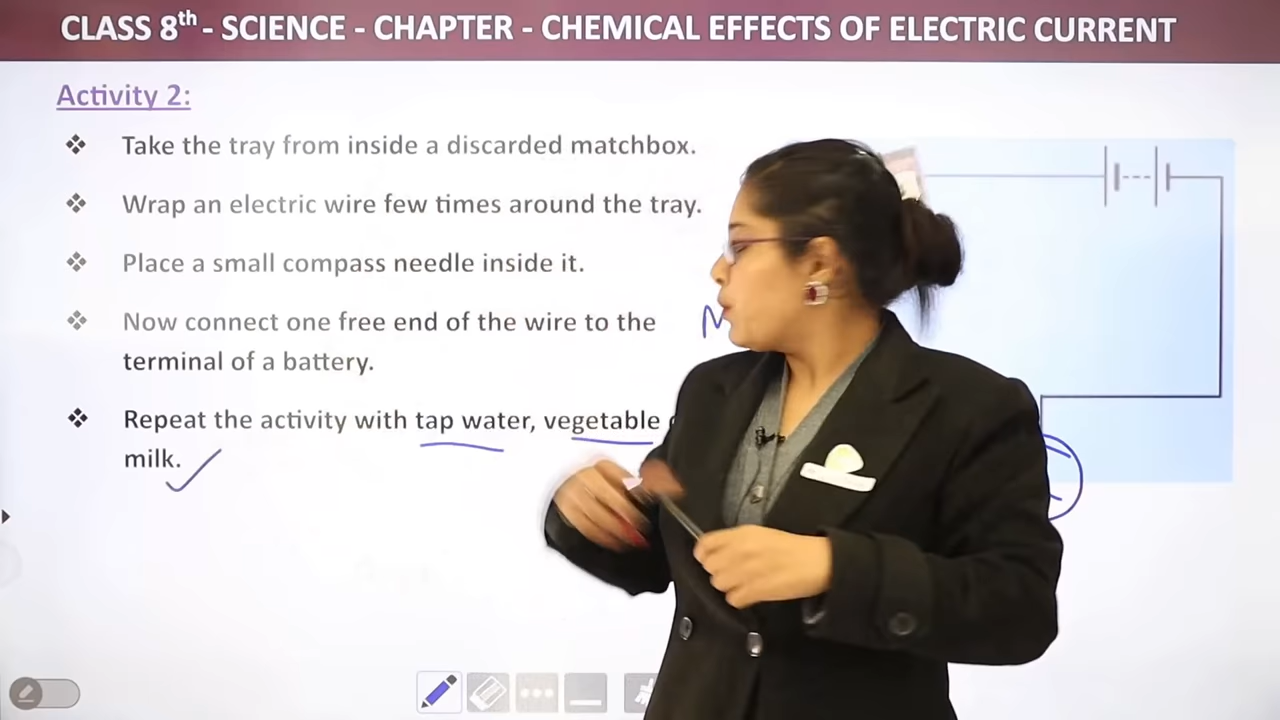 CLASS 8th - SCIENCE - CHAPTER - CHEMICAL EFFECTS OF ELECTRIC CURRENT
Activity 2:
❖ Take the tray from inside a discarded matchbox.
❖ Wrap an electric wire few times around the tray.
❖ Place a small compass needle inside it.
❖ Now connect one free end of the wire to the
terminal of a battery.
❖ Repeat the activity with tap water, vegetable
milk.